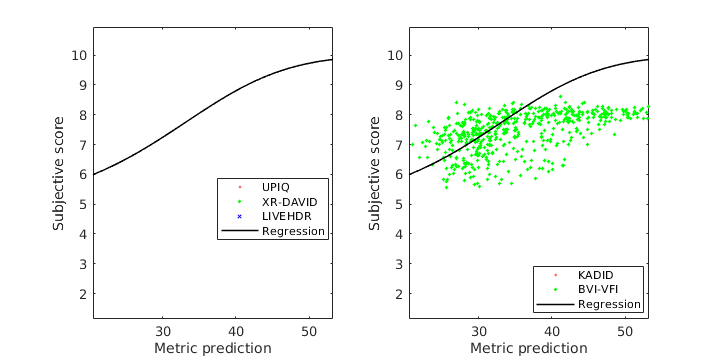 10
9
8
7
6
5
4
3
2
Subjective score
30 40 50
Metric prediction
UPIQ
XR-DAVID
LIVEHDR
Regression
10
9
8
7
6
5
4
3
2
Subjective score
30 40 50
Metric prediction
KADID
BVI-VFI
Regression